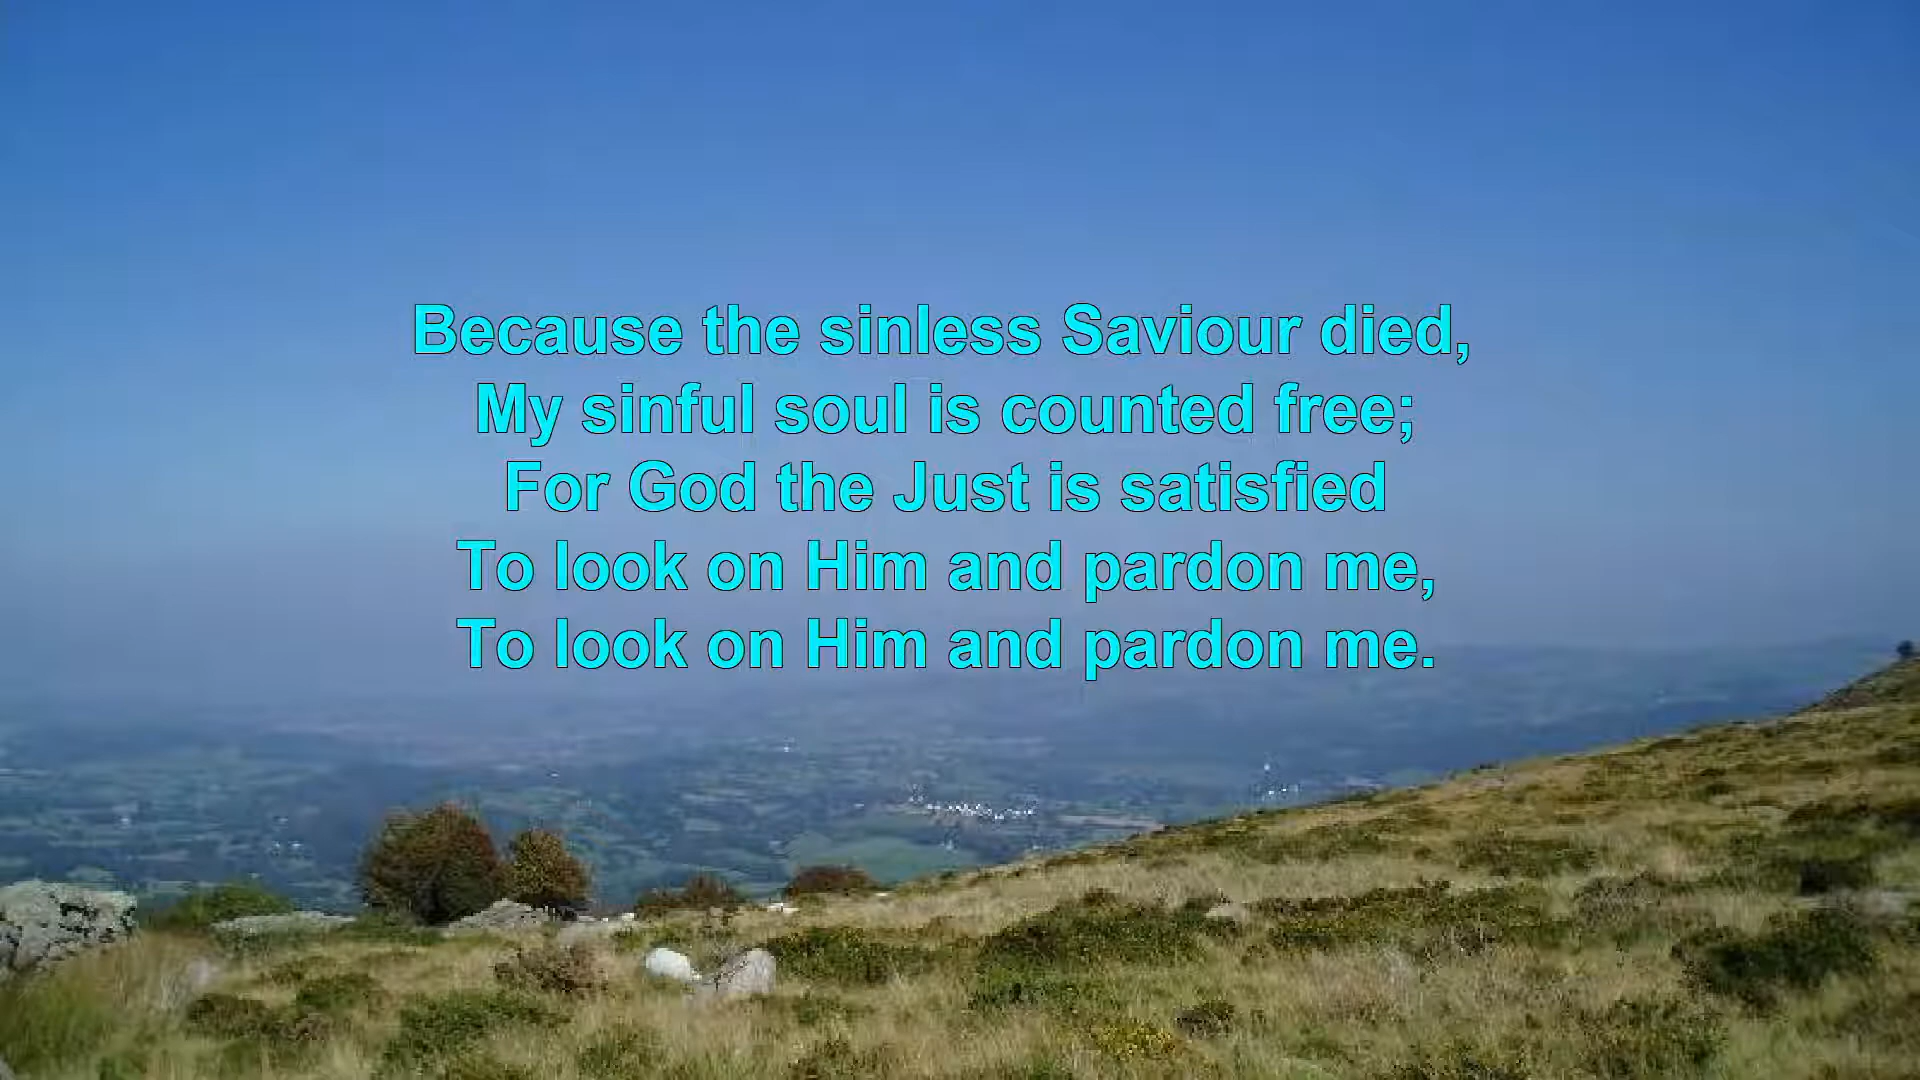 Because the sinless Saviour died,
My sinful soul is counted free;
For God the Just is satisfied
To look on Him and pardon me,
To look on Him and pardon me.